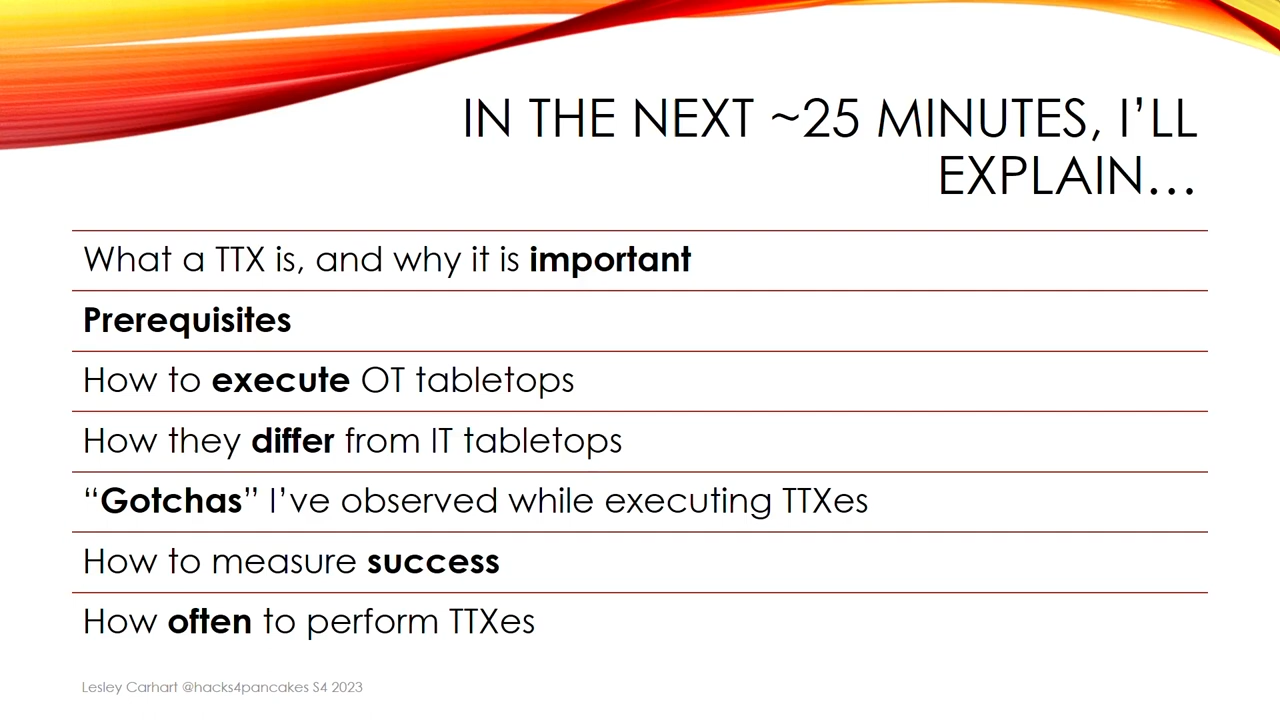 IN THE NEXT ~25 MINUTES, I’LL
EXPLAIN…
What a TTX is, and why it is important
Prerequisites
How to execute OT tabletops
How they differ from IT tabletops
“Gotchas” I’ve observed while executing TTXes
How to measure success
How often to perform TTXes
Lesley Carhart @hacks4pancakes S4 2023